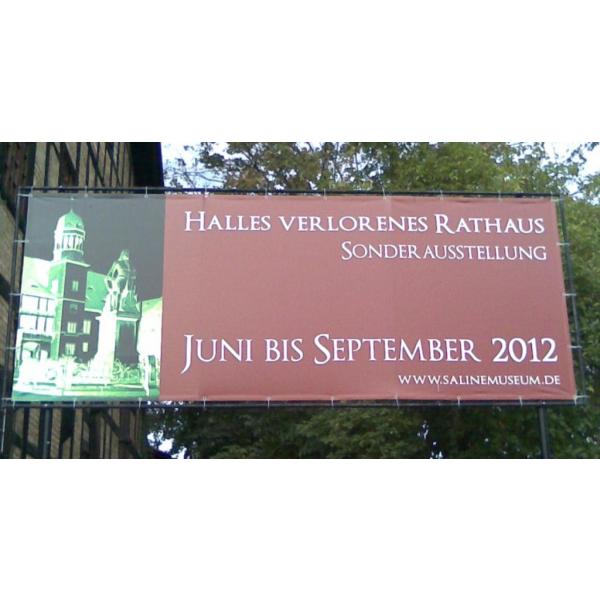 Halles verlorenes Rathaus
Sonderausstellung
Juni bis September 2012
www.salinemuseum.de